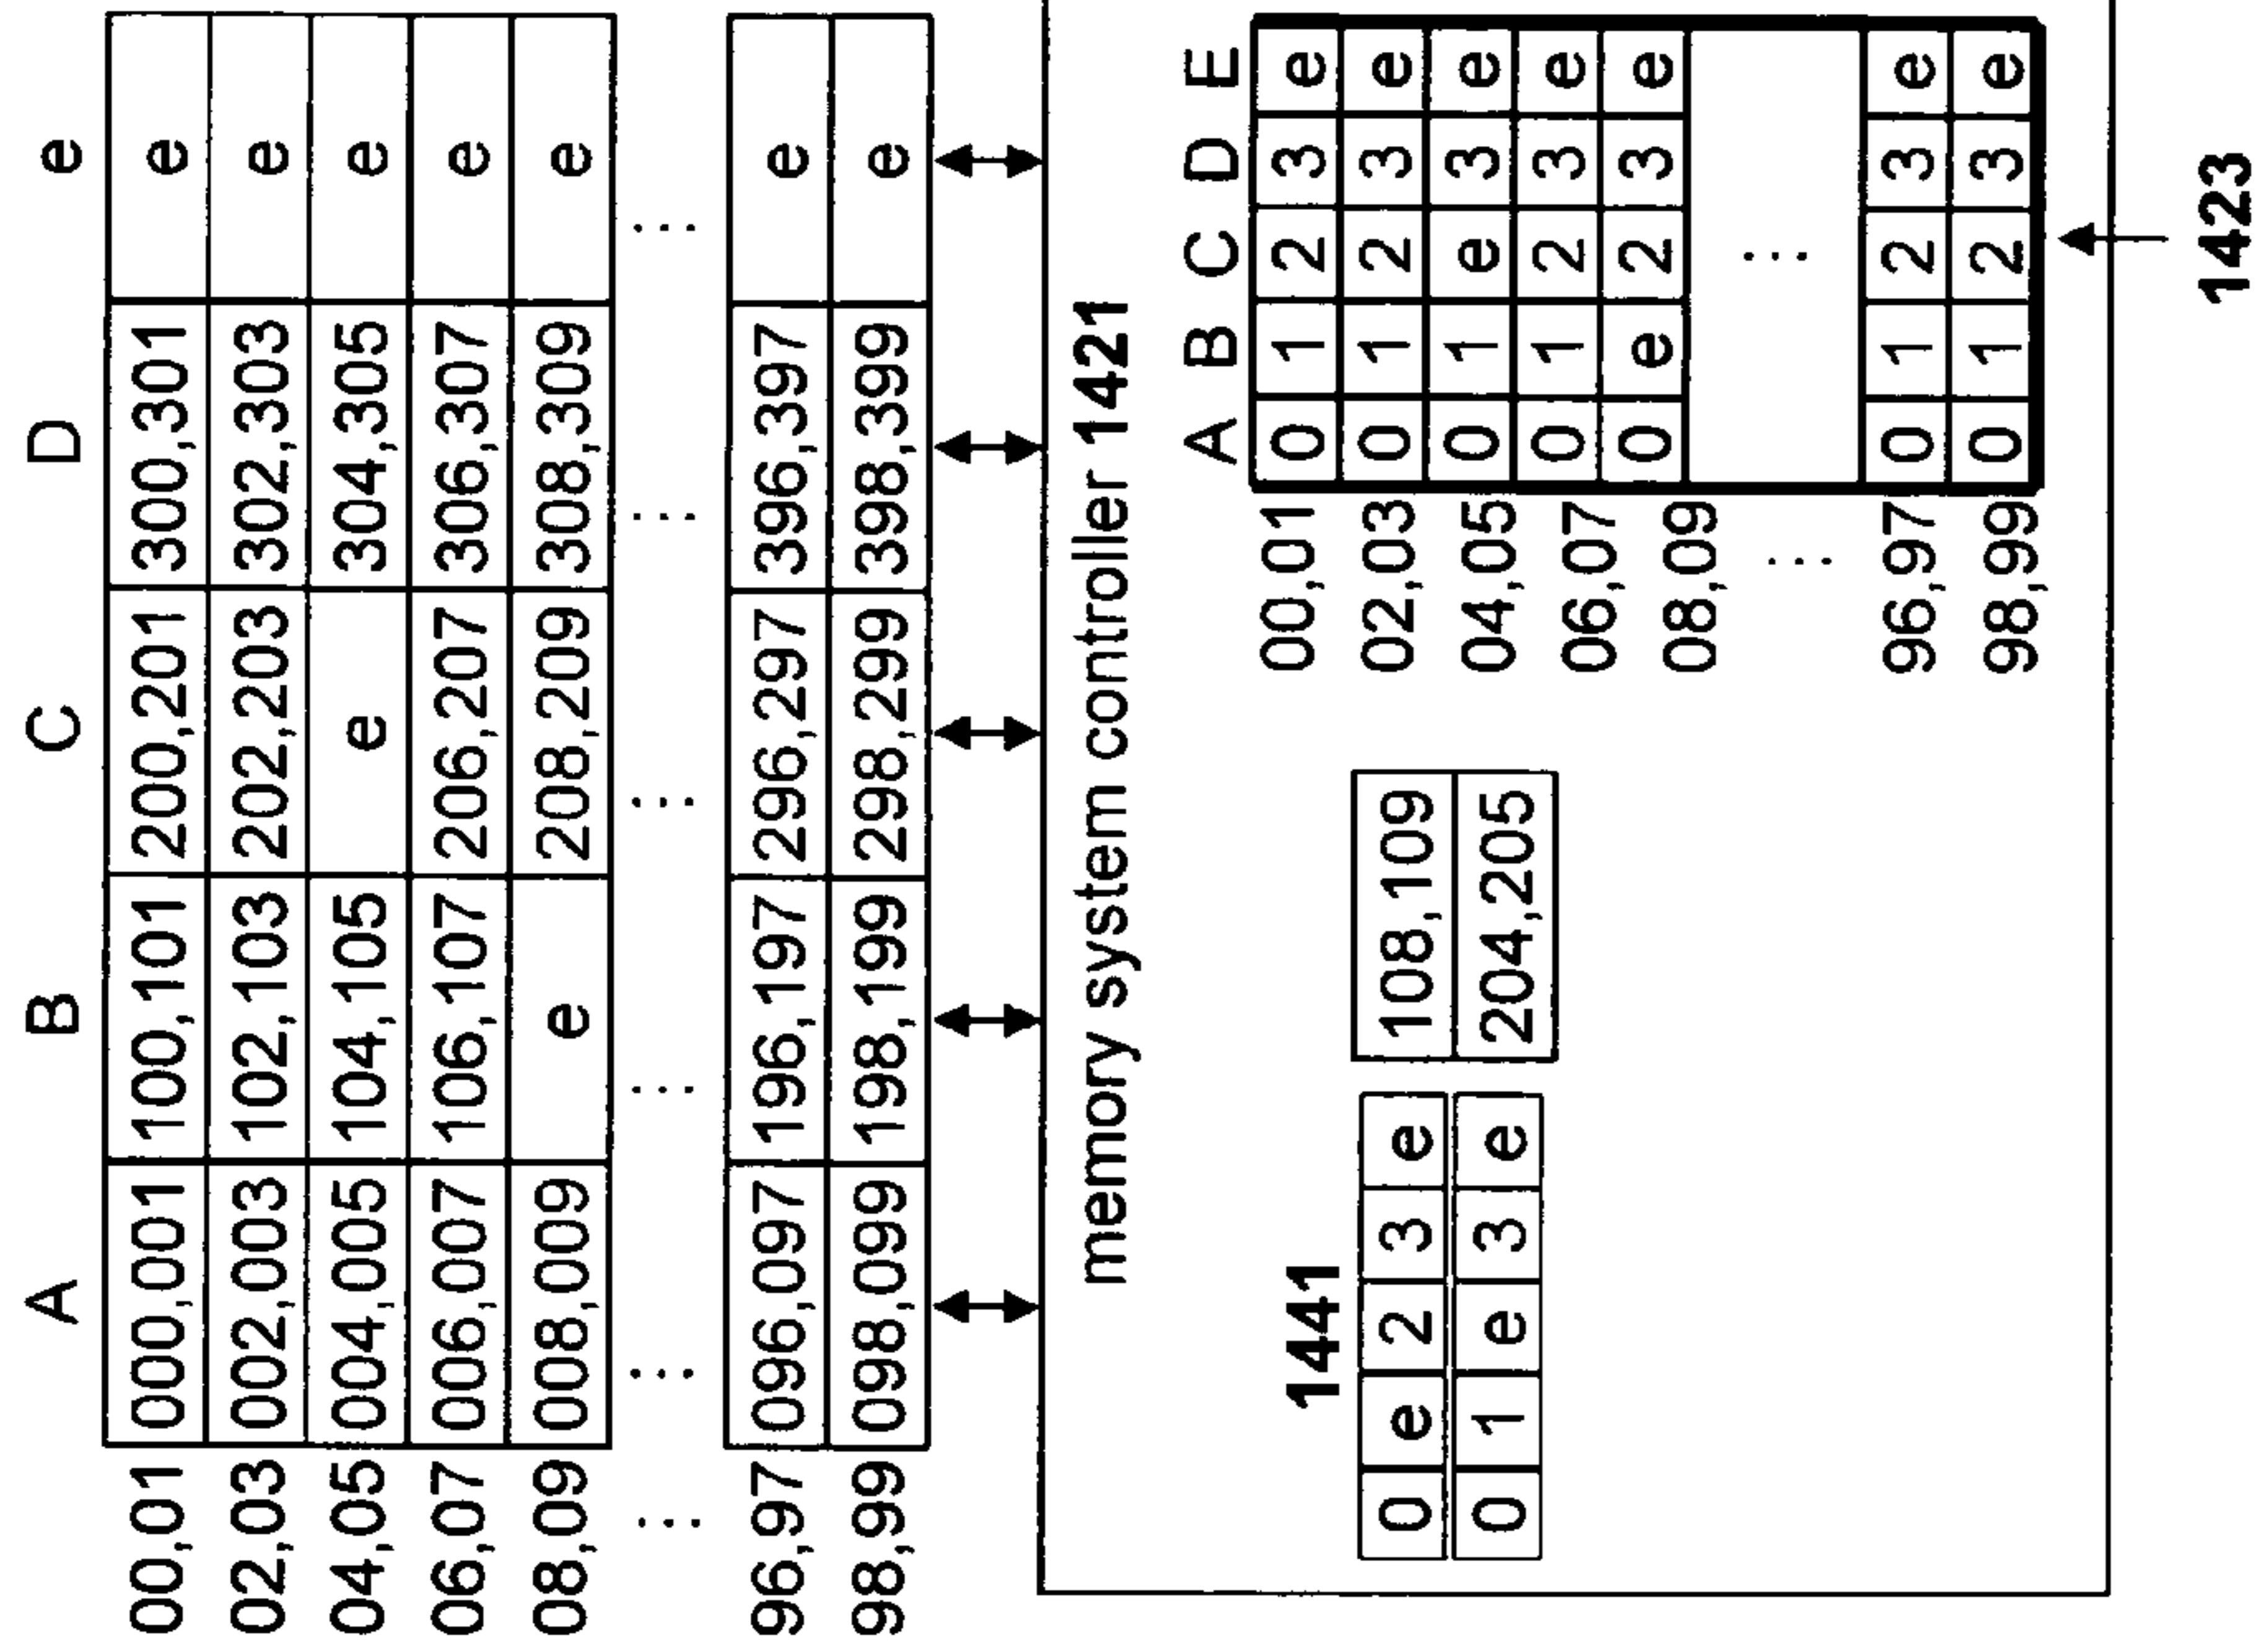 A B C D e
00,01 000,001 100,101 200,201 300,301 e
02,03 002,003 102,103 202,203 302,303 e
04,05 004,005 104,105 e 304,305 e
06,07 006,007 106,107 206,207 306,307 e
08,09 008,009 e 208,209 308,309 e
... ... ... ... ... ...
96,97 096,097 196,197 296,297 396,397 e
98,99 098,099 198,199 298,299 398,399 e
memory system controller 1421
1441
0 e 2 3 e 108,109
0 1 e 3 e 204,205
A B C D E
00,01 0 1 2 3 e
02,03 0 1 2 3 e
04,05 0 1 e 3 e
06,07 0 1 2 3 e
08,09 0 e 2 3 e
... ...
96,97 0 1 2 3 e
98,99 0 1 2 3 e
1423